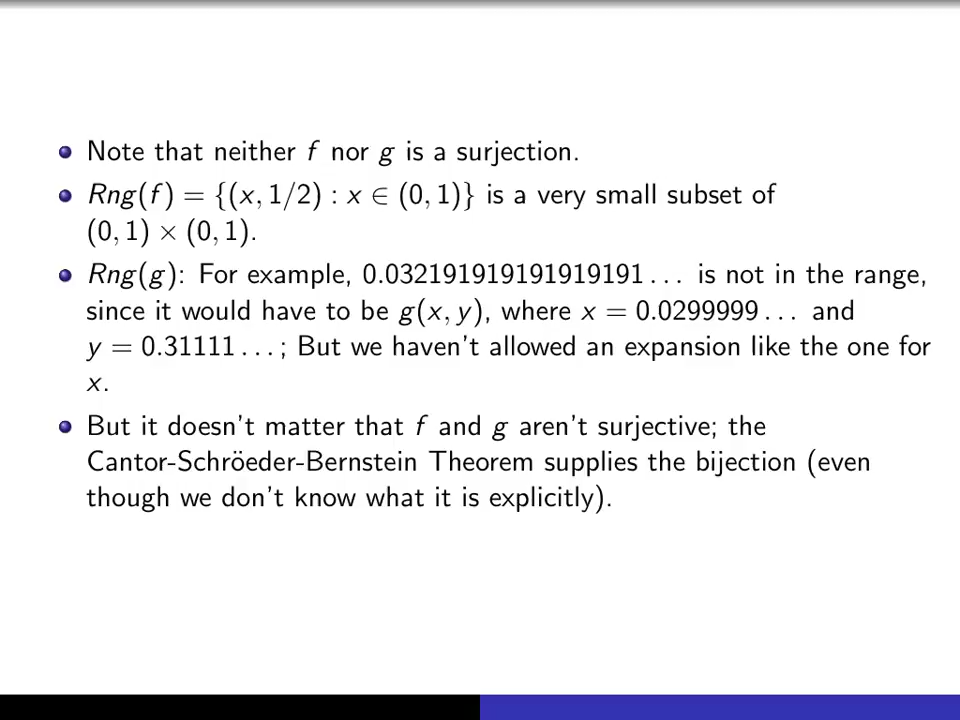 Note that neither f nor g is a surjection.
Rng(f) = {(x, 1/2) : x ∈ (0, 1)} is a very small subset of
(0, 1) × (0, 1).
Rng(g): For example, 0.032191919191919191 . . . is not in the range,
since it would have to be g(x, y), where x = 0.0299999 . . . and
y = 0.31111 . . . ; But we haven't allowed an expansion like the one for
x.
But it doesn't matter that f and g aren't surjective; the
Cantor-Schröeder-Bernstein Theorem supplies the bijection (even
though we don't know what it is explicitly).